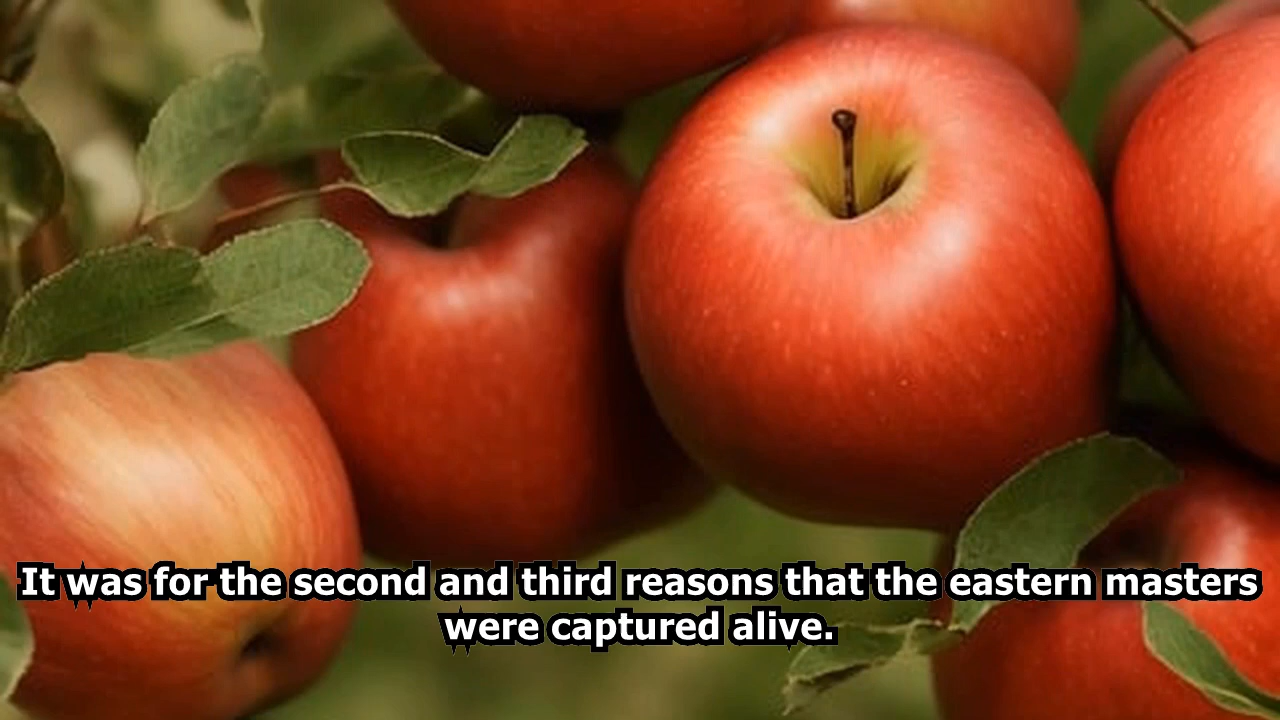 It was for the second and third reasons that the eastern masters
were captured alive.